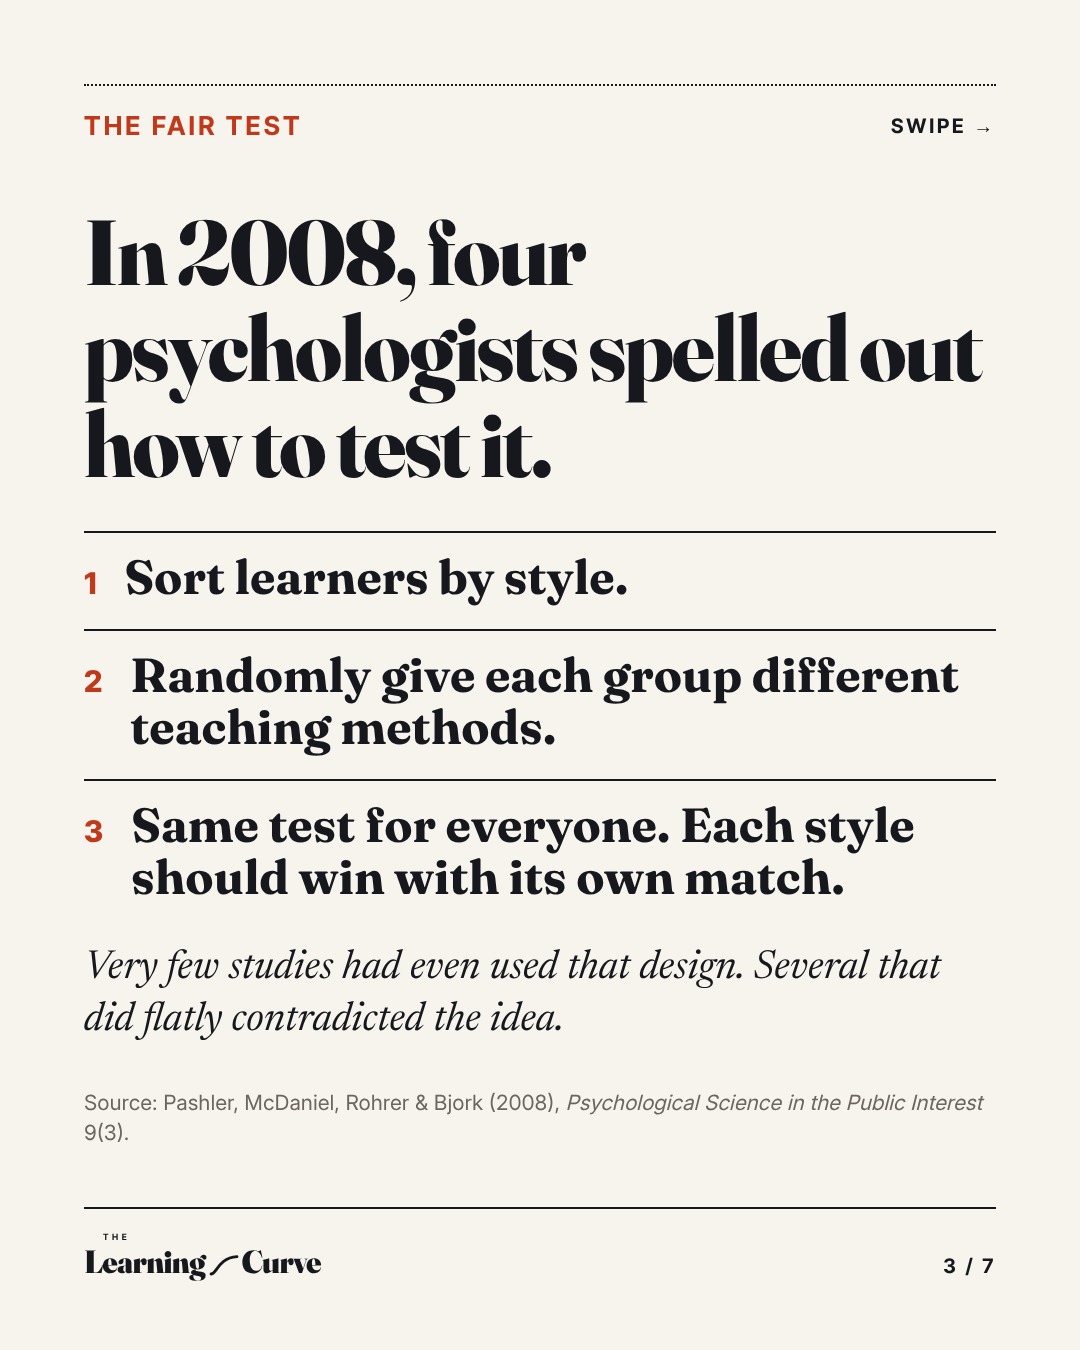 THE FAIR TEST
SWIPE →
In 2008, four
psychologists spelled out
how to test it.
1 Sort learners by style.
2 Randomly give each group different
teaching methods.
3 Same test for everyone. Each style
should win with its own match.
Very few studies had even used that design. Several that
did flatly contradicted the idea.
Source: Pashler, McDaniel, Rohrer & Bjork (2008), Psychological Science in the Public Interest
9(3).
THE
Learning Curve
3 / 7